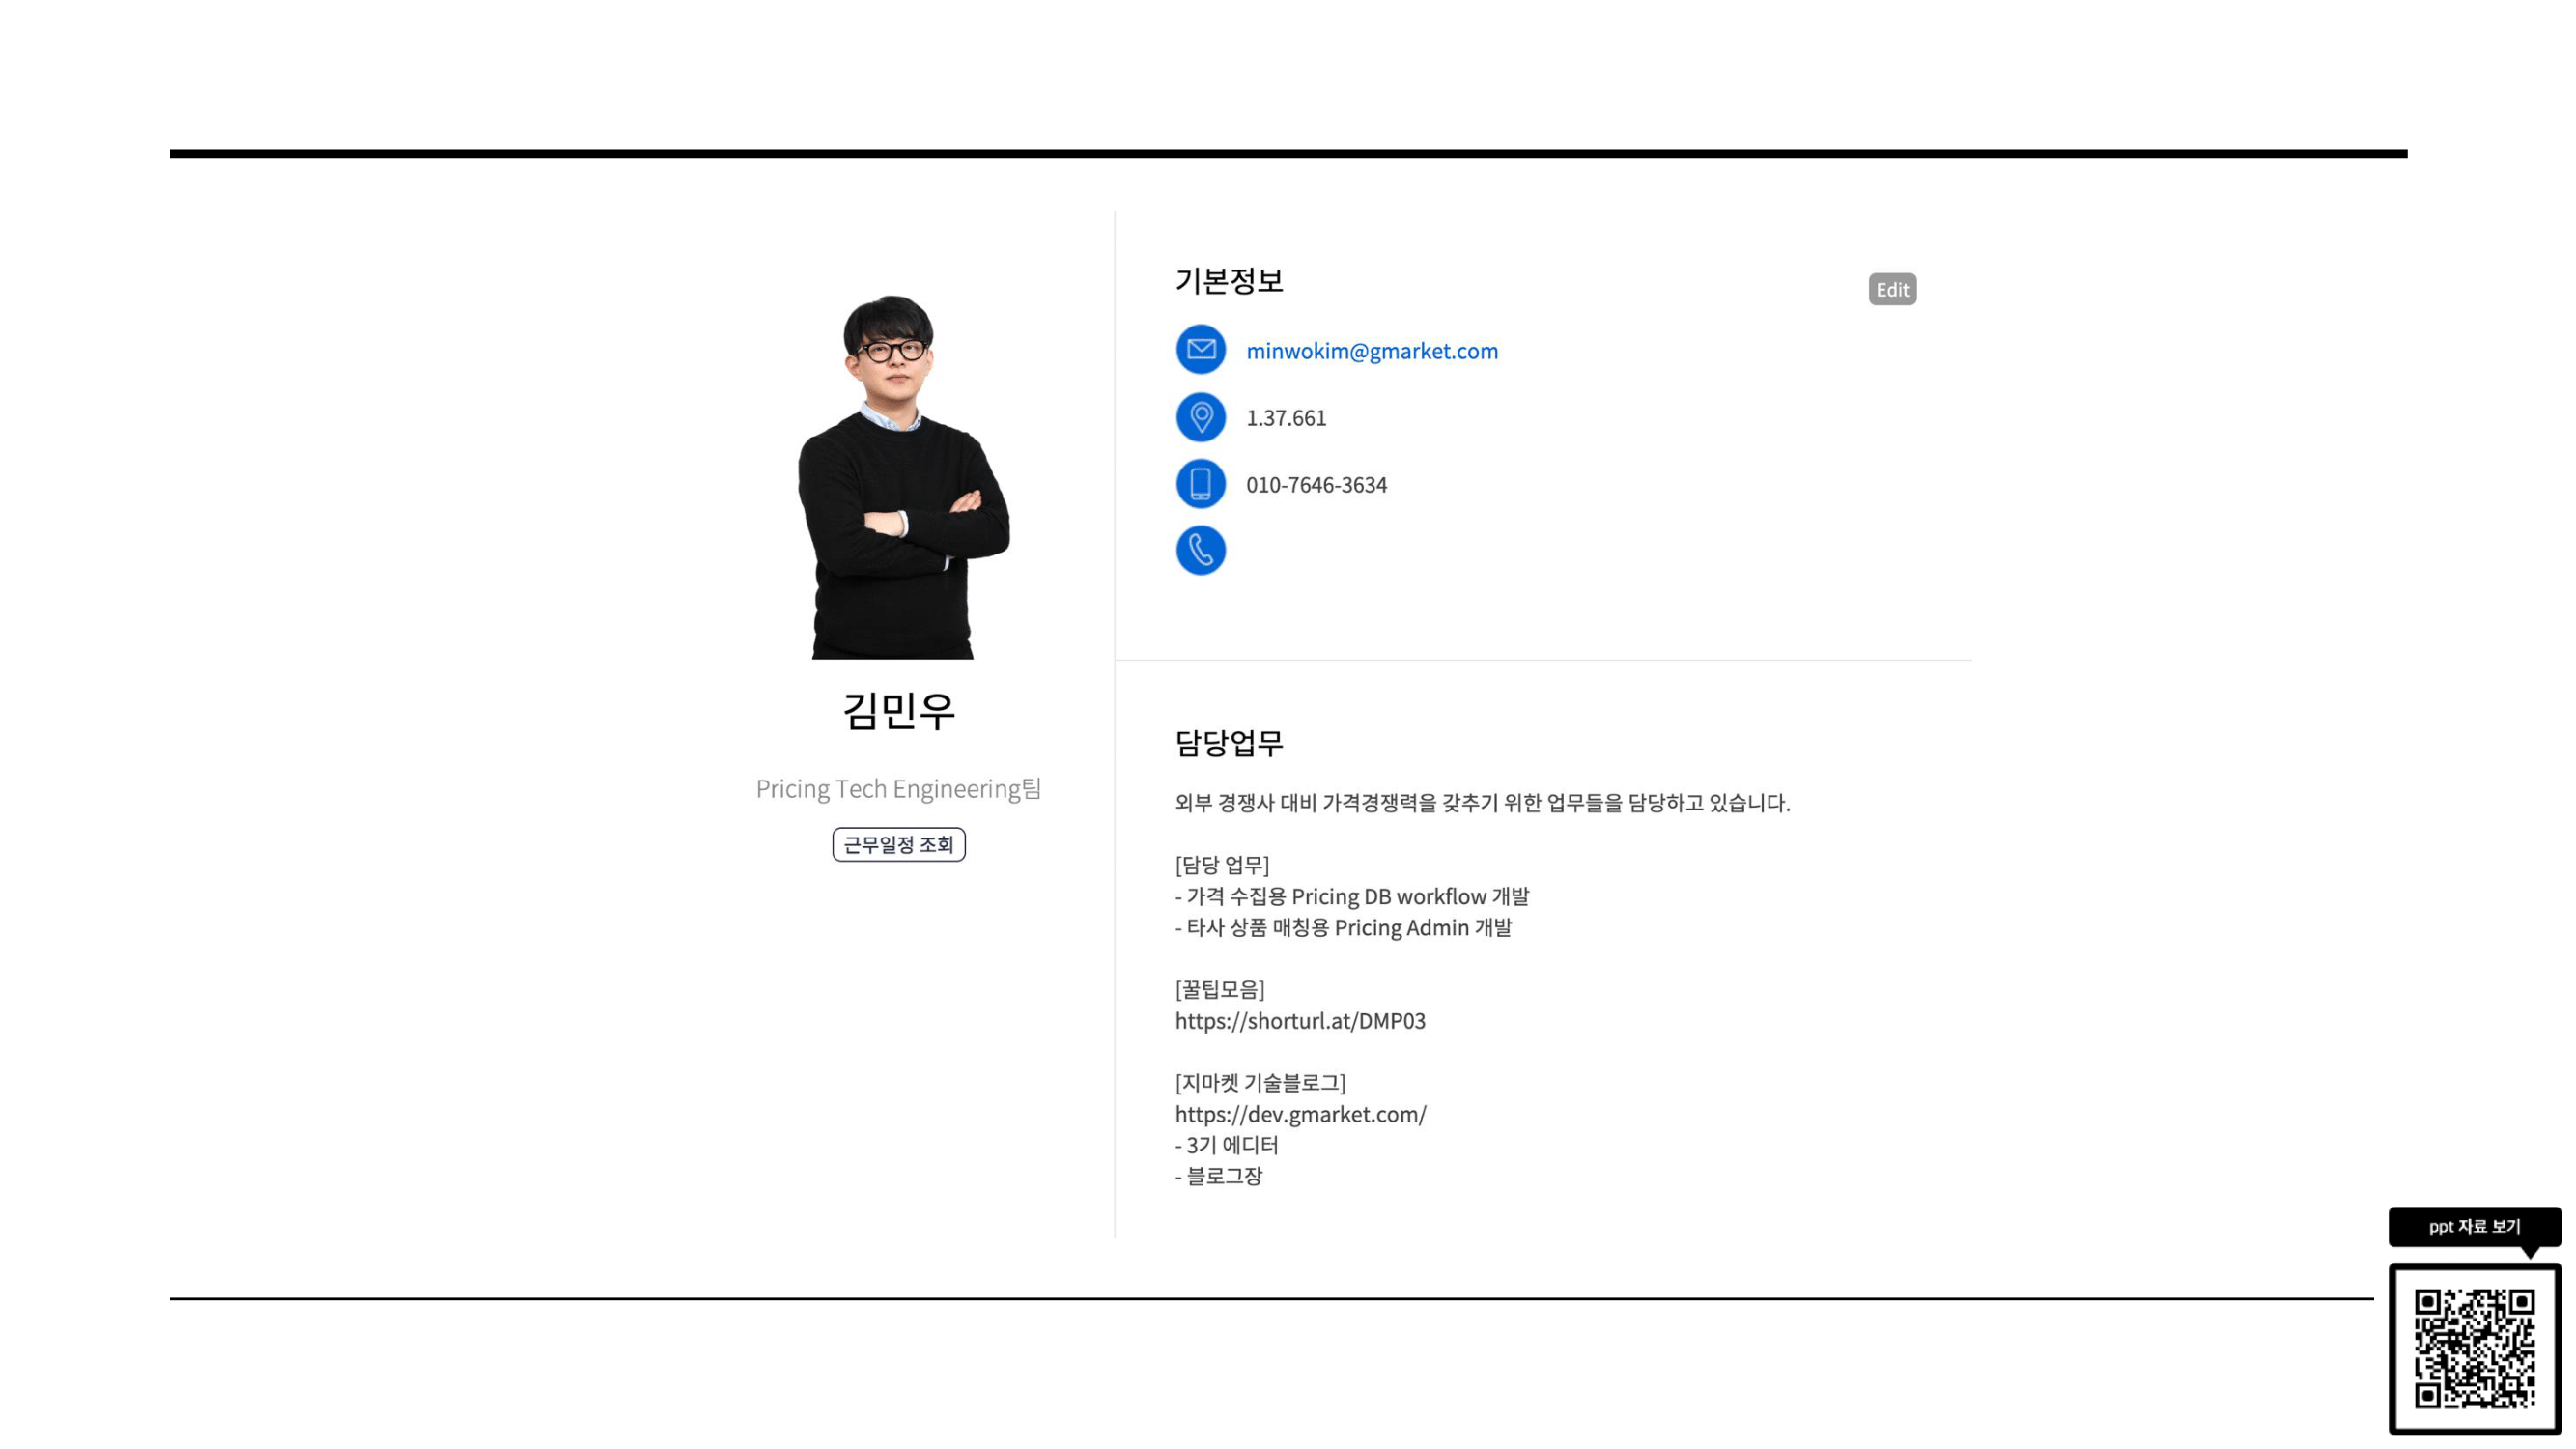 김민우
Pricing Tech Engineering팀
근무일정 조회
기본정보
Edit
minwokim@gmarket.com
1.37.661
010-7646-3634
담당업무
외부 경쟁사 대비 가격경쟁력을 갖추기 위한 업무들을 담당하고 있습니다.
[담당 업무]
- 가격 수집용 Pricing DB workflow 개발
- 타사 상품 매칭용 Pricing Admin 개발
[꿀팁모음]
https://shorturl.at/DMP03
[지마켓 기술블로그]
https://dev.gmarket.com/
- 3기 에디터
- 블로그장
ppt 자료 보기